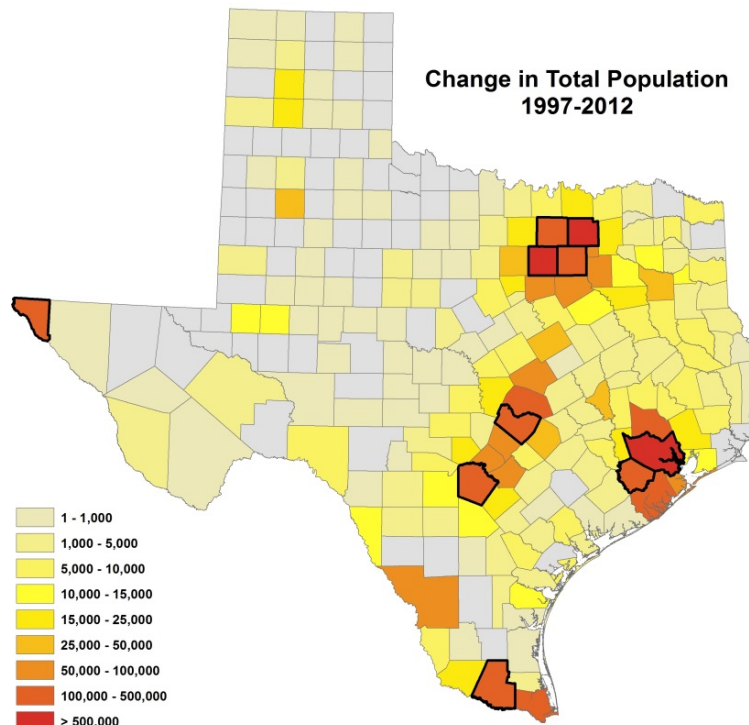 Change in Total Population
1997-2012
1 - 1,000
1,000 - 5,000
5,000 - 10,000
10,000 - 15,000
15,000 - 25,000
25,000 - 50,000
50,000 - 100,000
100,000 - 500,000
> 500,000